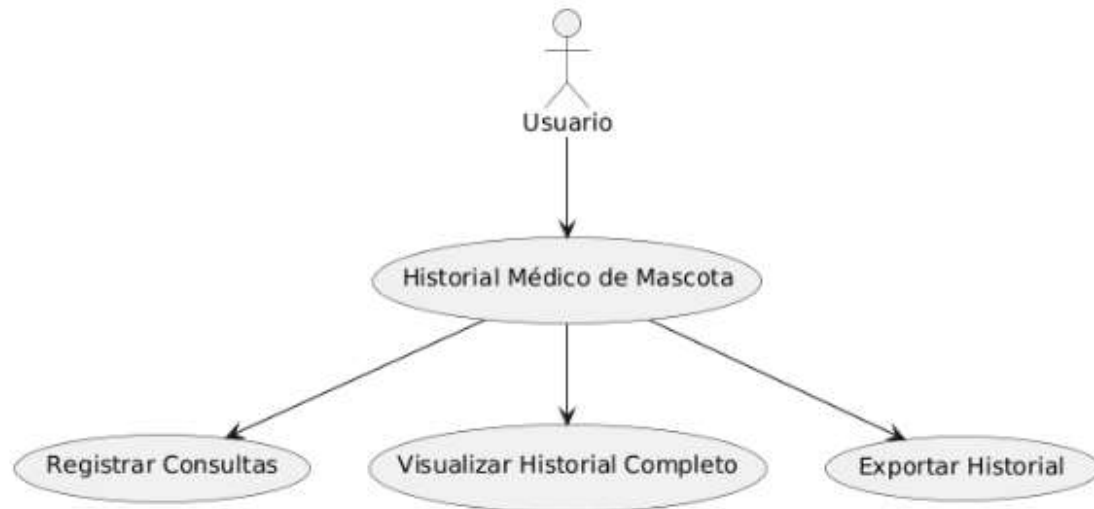 Usuario
Historial Médico de Mascota
Registrar Consultas
Visualizar Historial Completo
Exportar Historial